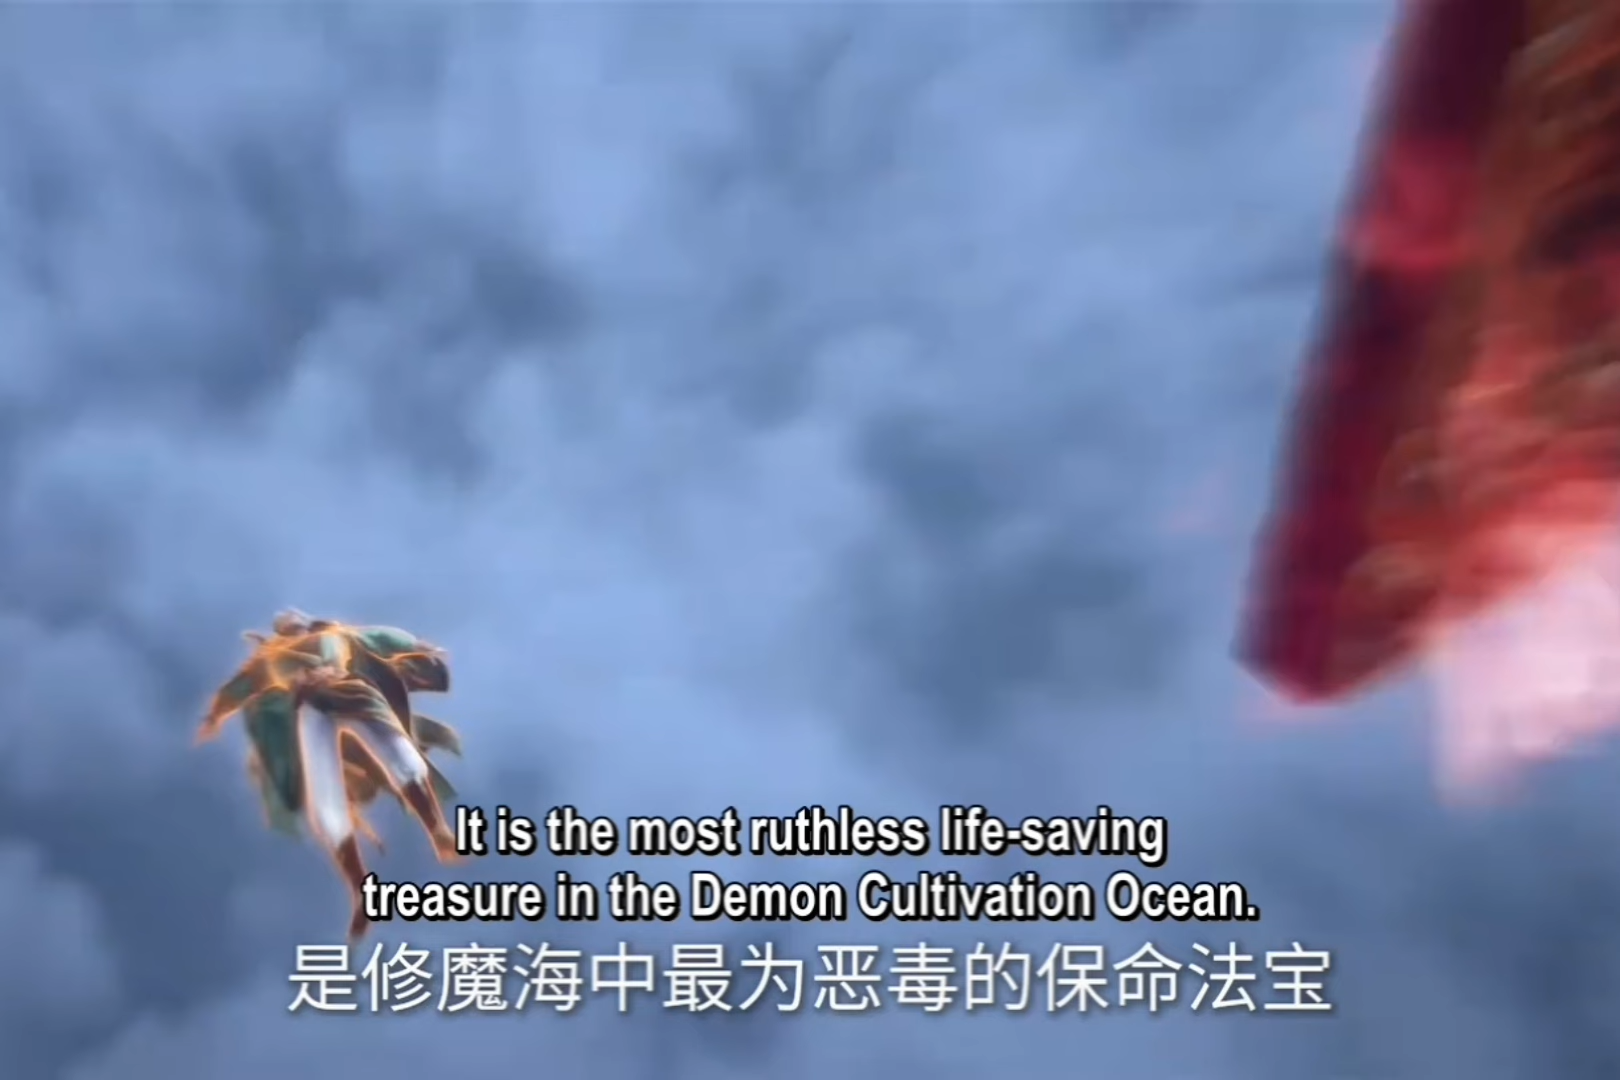 It is the most ruthless life-saving
treasure in the Demon Cultivation Ocean.
是修魔海中最为恶毒的保命法宝